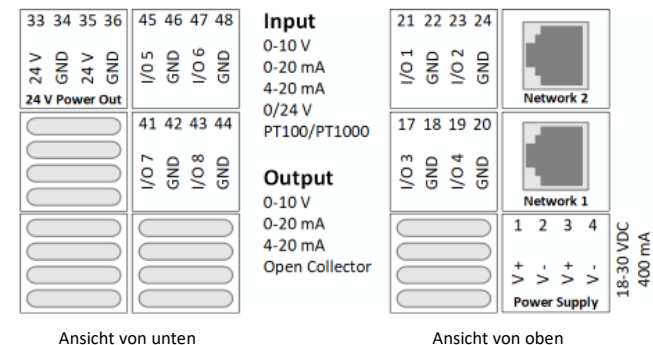 33 34 35 36
24 V GND 24 V GND
24 V Power Out
45 46 47 48
I/O 5 GND I/O 6 GND
41 42 43 44
I/O 7 GND I/O 8 GND
Input
0-10 V
0-20 mA
4-20 mA
0/24 V
PT100/PT1000
Output
0-10 V
0-20 mA
4-20 mA
Open Collector
21 22 23 24
I/O 1 GND I/O 2 GND
Network 2
17 18 19 20
I/O 3 GND I/O 4 GND
Network 1
1 2 3 4
V + V - V + V -
Power Supply
18-30 VDC
400 mA
Ansicht von unten
Ansicht von oben